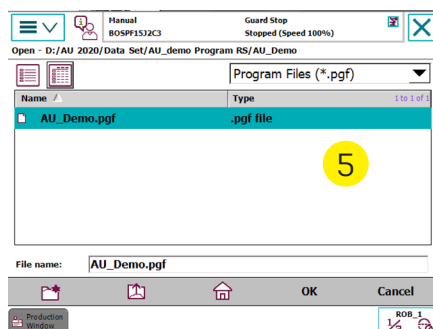 Manual
Guard Stop
BOSPF15J2C3
Stopped (Speed 100%)
Open - D:/AU 2020/Data Set/AU_demo Program RS/AU_Demo
Program Files (*.pgf)
Name
Type
1 to 1 of 1
AU_Demo.pgf
.pgf file
5
File name:
AU_Demo.pgf
OK
Cancel
Production
Window
ROB_1